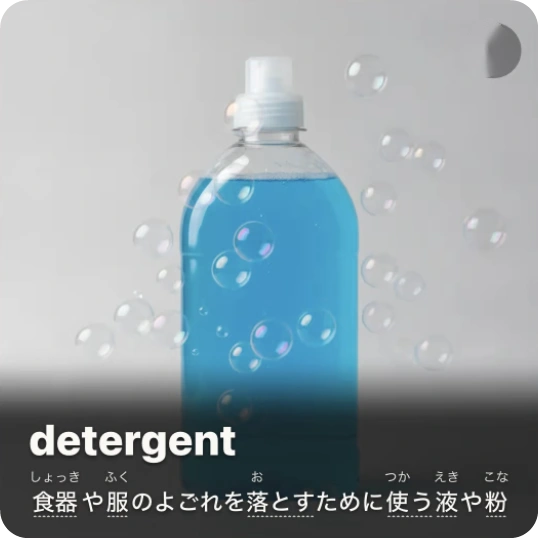 detergent
しょっき ふく お つか えき こな
食器や服のよごれを落とすために使う液や粉